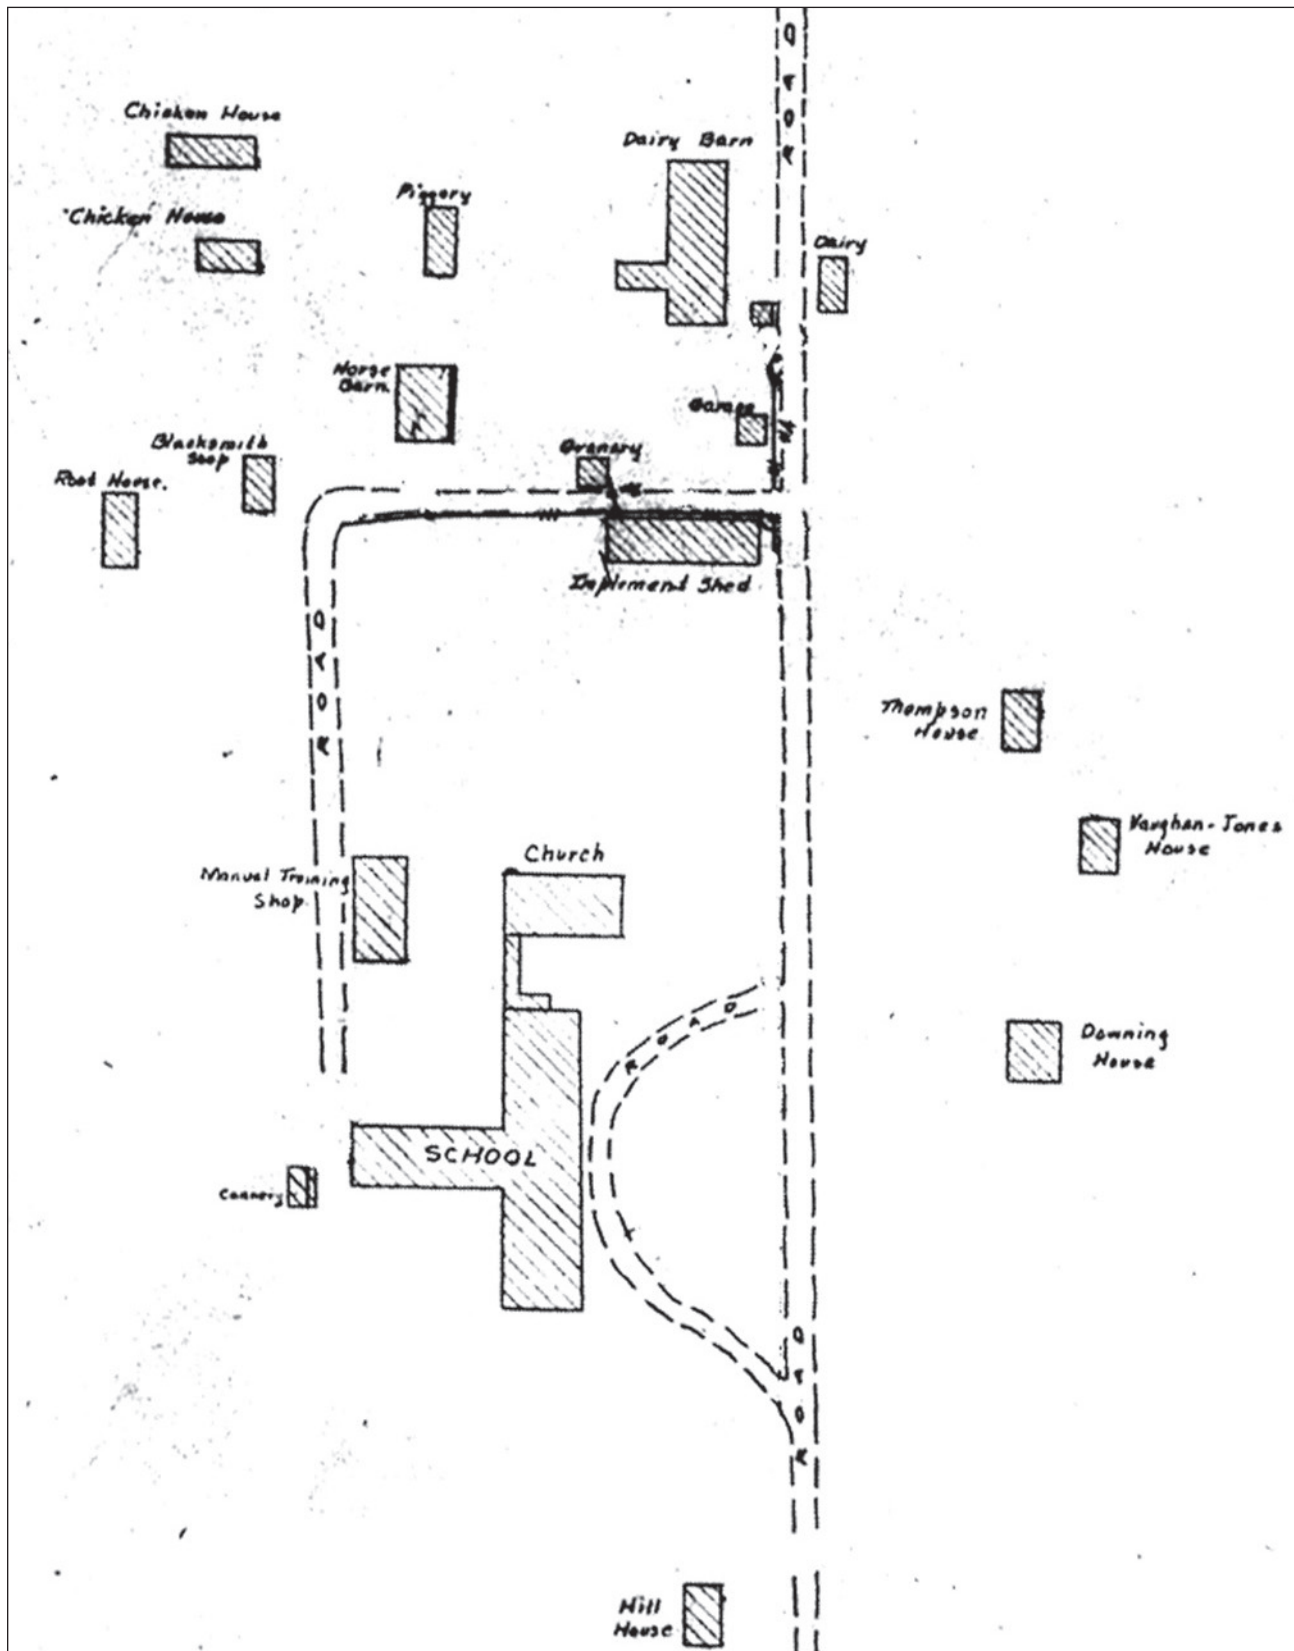 ROAD
Chicken House
Dairy Barn
Piggery
Chicken House
Dairy
Horse
Barn.
Garage
Granary
Blacksmith
Shop
Root House.
Implement Shed
ROAD
Thompson
House
Vaughan-Jones
House
Church
Manual Training
Shop
ROAD
Downing
House
SCHOOL
Cannery
ROAD
Hill
House